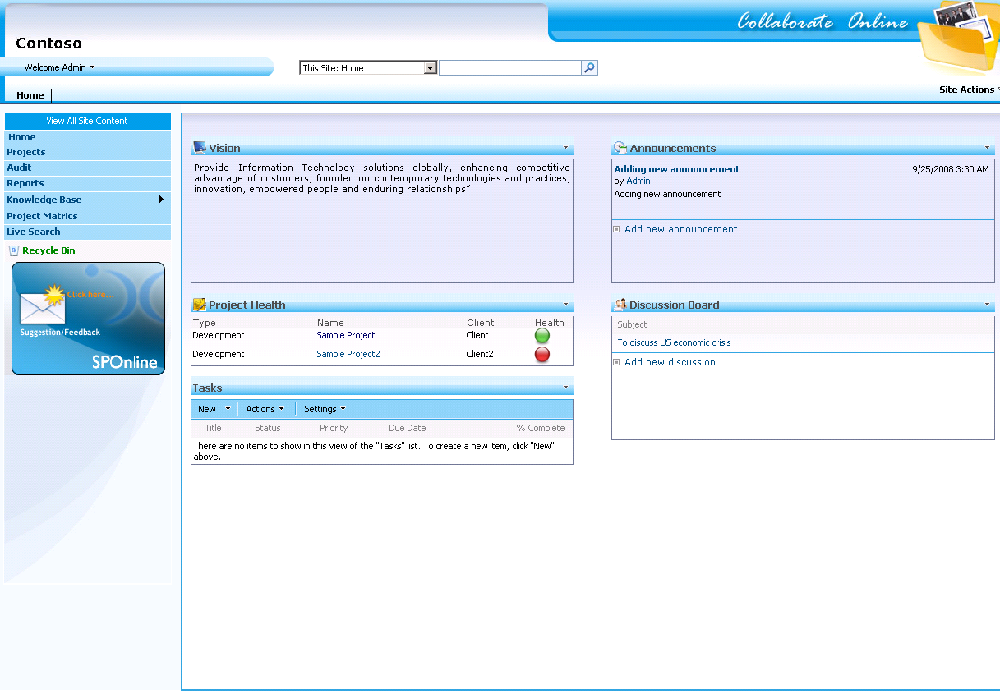 Collaborate Online
Contoso
Welcome Admin
This Site: Home
Home
Site Actions
View All Site Content
Home
Projects
Audit
Reports
Knowledge Base
Project Matrics
Live Search
Recycle Bin
Click here...
Suggestion/Feedback
SPOnline
Vision
Provide Information Technology solutions globally, enhancing competitive
advantage of customers, founded on contemporary technologies and practices,
innovation, empowered people and enduring relationships”
Announcements
Adding new announcement 9/25/2008 3:30 AM
by Admin
Adding new announcement
Add new announcement
Project Health
Type Name Client Health
Development Sample Project Client
Development Sample Project2 Client2
Discussion Board
Subject
To discuss US economic crisis
Add new discussion
Tasks
New Actions Settings
Title Status Priority Due Date % Complete
There are no items to show in this view of the "Tasks" list. To create a new item, click "New"
above.